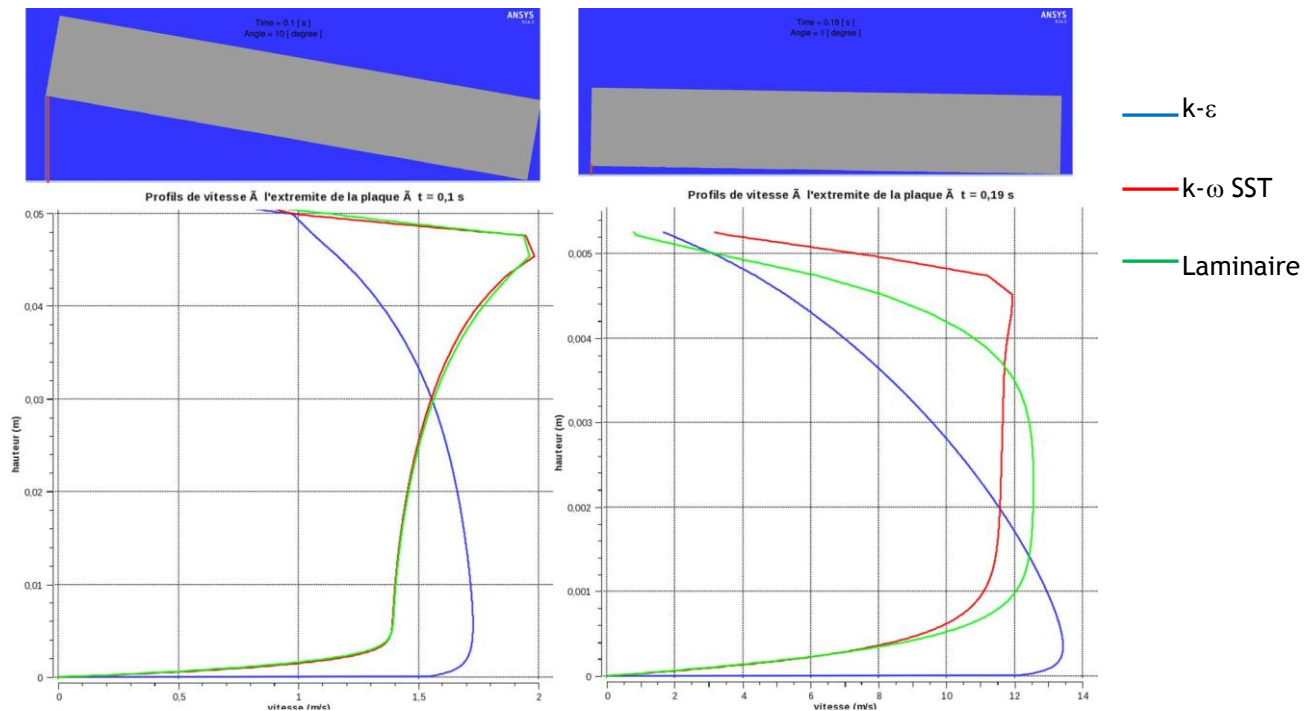 Time = 0.1 [ s ]
Angle = 10 [ degree ]
ANSYS
Time = 0.19 [ s ]
Angle = 1 [ degree ]
ANSYS
k-ε
k-ω SST
Laminaire
Profils de vitesse Ã l'extremite de la plaque Ã t = 0,1 s
0,05
0,04
0,03
0,02
0,01
0
hauteur (m)
0
0,5
1
1,5
2
vitesse (m/s)
Profils de vitesse Ã l'extremite de la plaque Ã t = 0,19 s
0,005
0,004
0,003
0,002
0,001
0
hauteur (m)
0
2
4
6
8
10
12
14
vitesse (m/s)